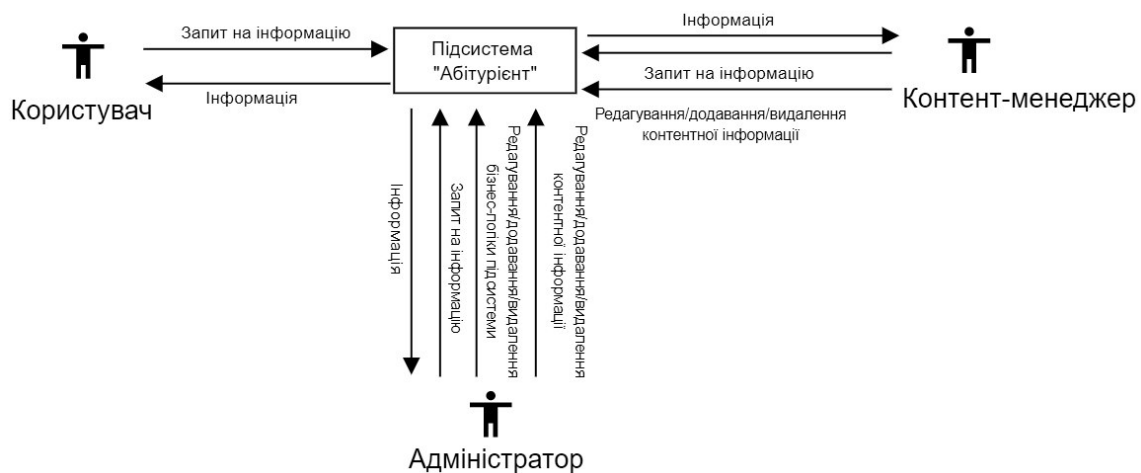 Запит на інформацію
Інформація
Користувач
Підсистема
"Абітурієнт"
Інформація
Запит на інформацію
Редагування/додавання/видалення
контентної інформації
Контент-менеджер
Інформація
Запит на інформацію
Редагування/додавання/видалення
бізнес-логіки підсистеми
Редагування/додавання/видалення
контентної інформації
Адміністратор